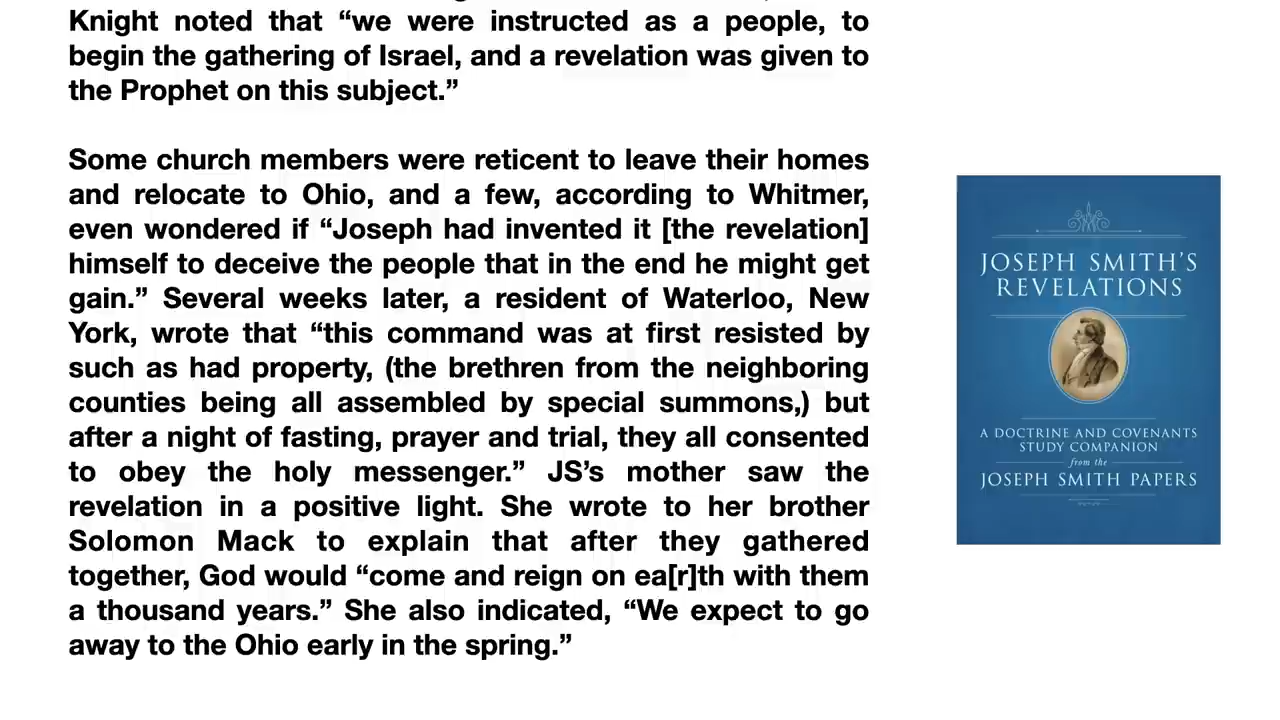 Knight noted that “we were instructed as a people, to
begin the gathering of Israel, and a revelation was given to
the Prophet on this subject.”
Some church members were reticent to leave their homes
and relocate to Ohio, and a few, according to Whitmer,
even wondered if “Joseph had invented it [the revelation]
himself to deceive the people that in the end he might get
gain.” Several weeks later, a resident of Waterloo, New
York, wrote that “this command was at first resisted by
such as had property, (the brethren from the neighboring
counties being all assembled by special summons,) but
after a night of fasting, prayer and trial, they all consented
to obey the holy messenger.” JS’s mother saw the
revelation in a positive light. She wrote to her brother
Solomon Mack to explain that after they gathered
together, God would “come and reign on ea[r]th with them
a thousand years.” She also indicated, “We expect to go
away to the Ohio early in the spring.”
JOSEPH SMITH’S
REVELATIONS
A DOCTRINE AND COVENANTS
STUDY COMPANION
from the
JOSEPH SMITH PAPERS